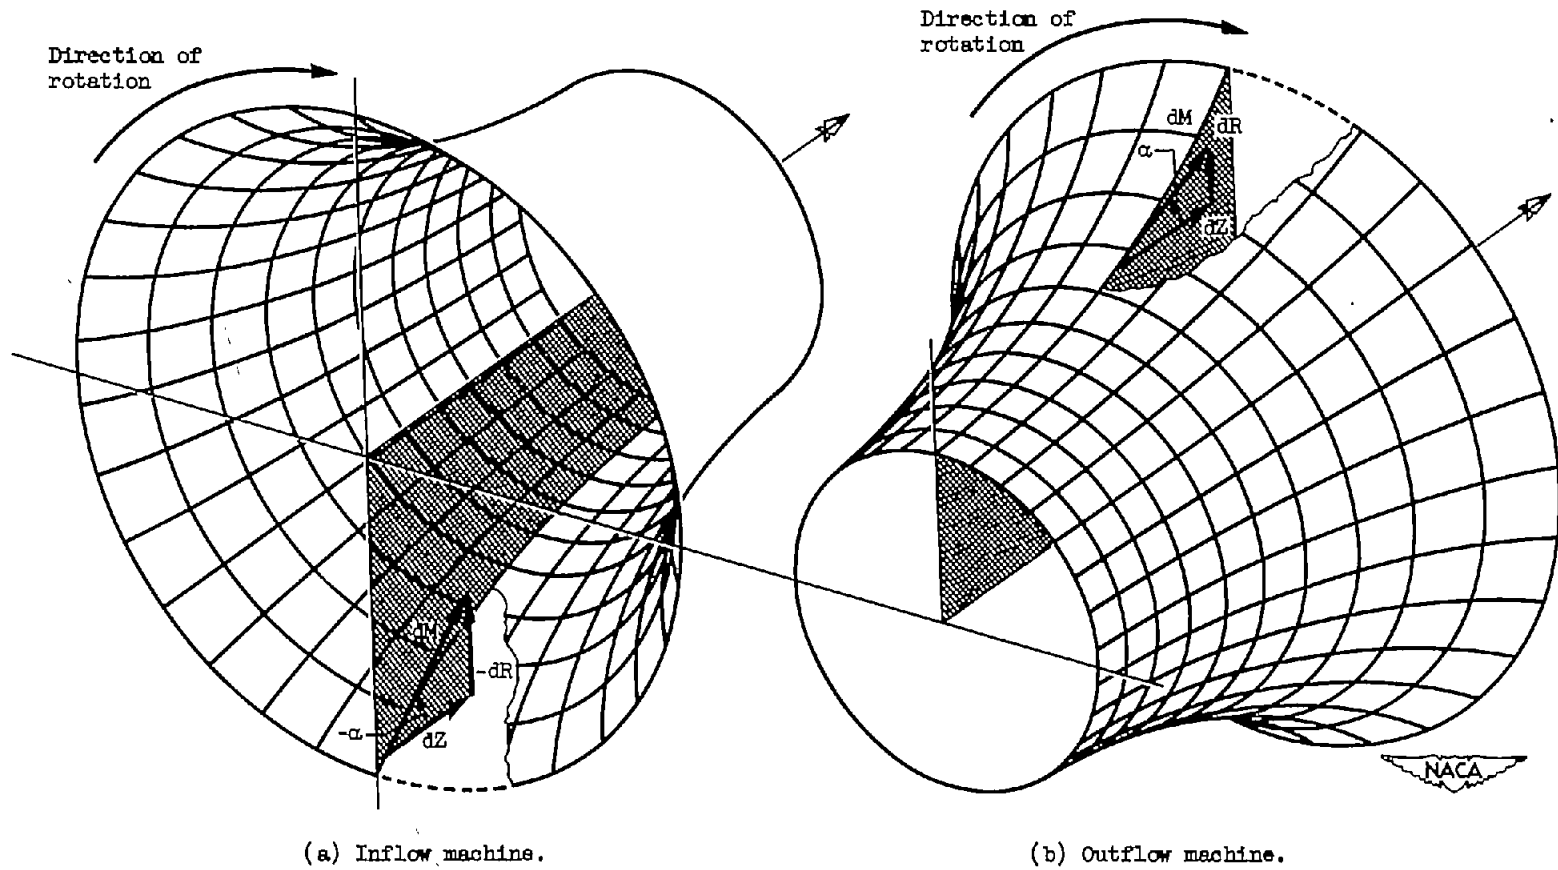 Direction of
rotation
dM
-dR
-α
dZ
(a) Inflow machine.
Direction of
rotation
dM
dR
α
dZ
NACA
(b) Outflow machine.